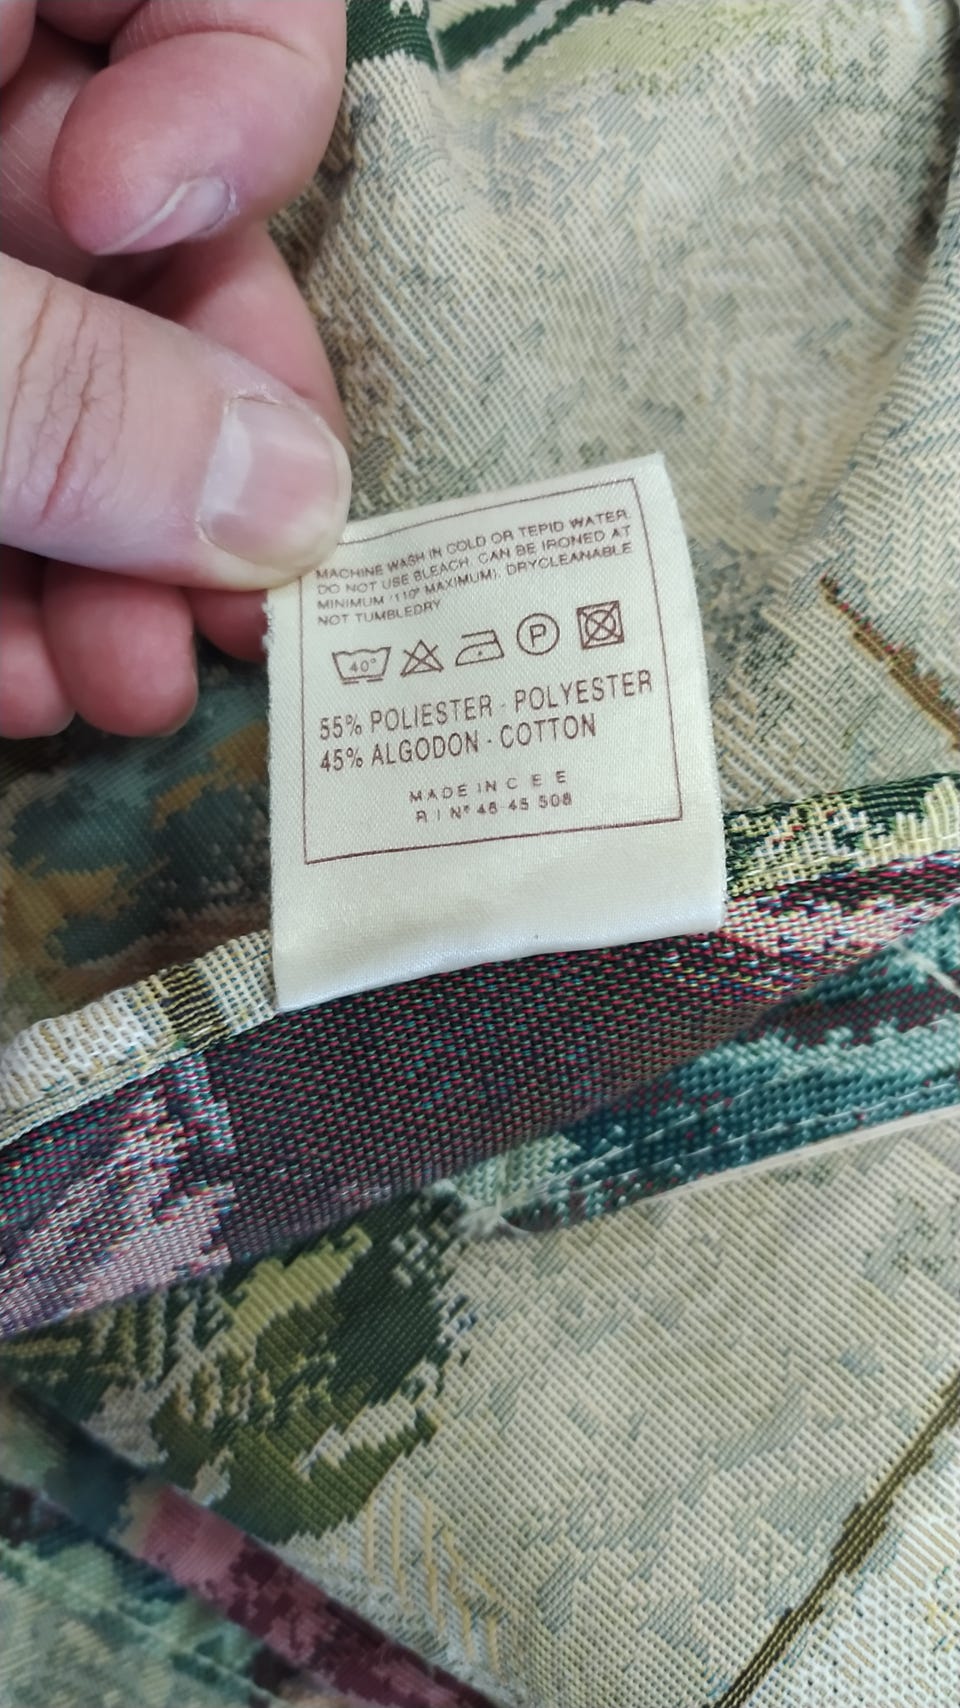 MACHINE WASH IN COLD OR TEPID WATER.
DO NOT USE BLEACH. CAN BE IRONED AT
MINIMUM (110° MAXIMUM). DRYCLEANABLE
NOT TUMBLEDRY
40° P
55% POLIESTER - POLYESTER
45% ALGODON - COTTON
MADE IN C E E
R I Nº 46 45 508